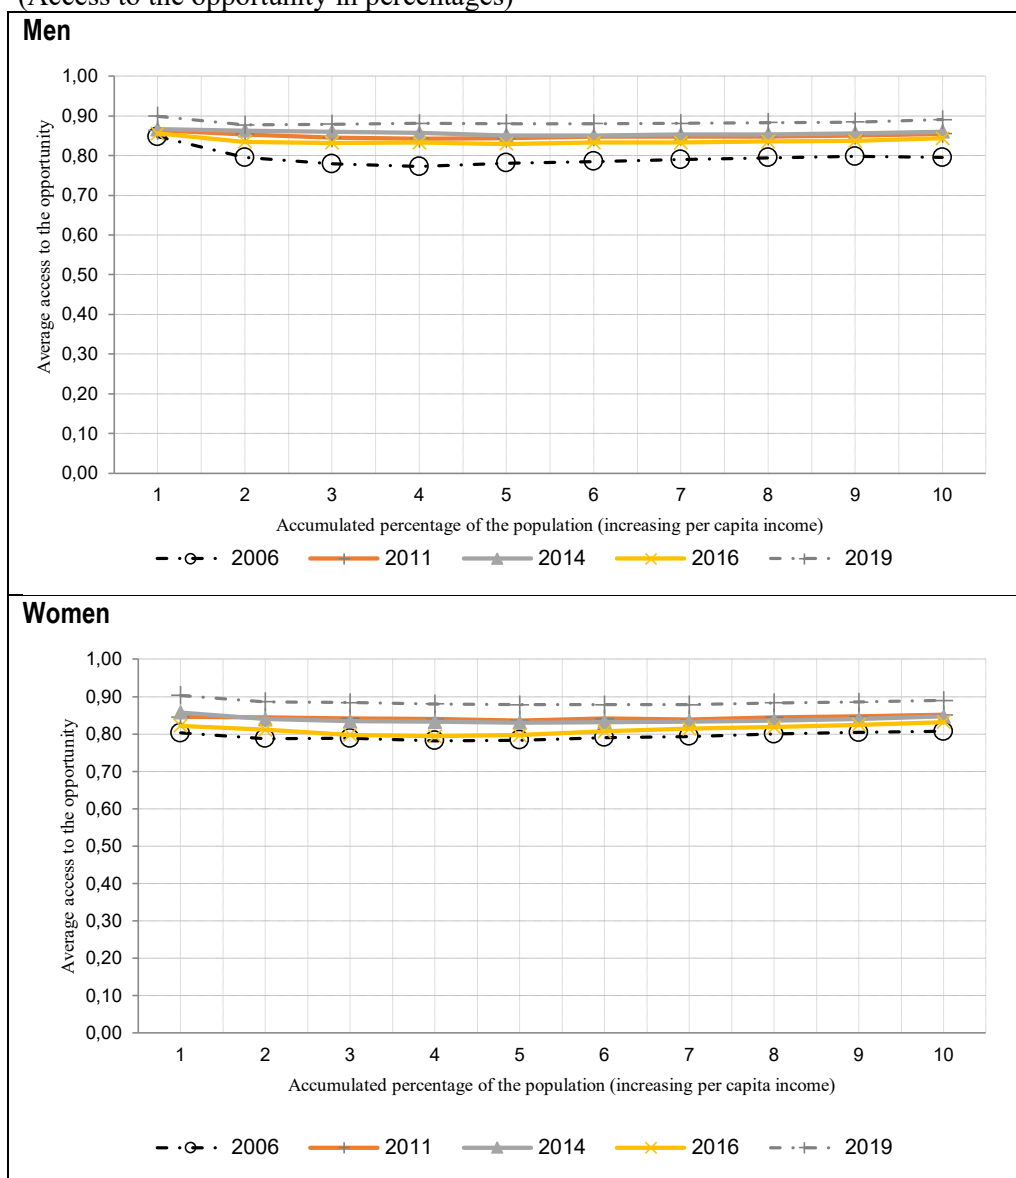 (Access to the opportunity in percentages)
Men
Average access to the opportunity
1,00
0,90
0,80
0,70
0,60
0,50
0,40
0,30
0,20
0,10
0,00
1 2 3 4 5 6 7 8 9 10
Accumulated percentage of the population (increasing per capita income)
2006 2011 2014 2016 2019
Women
Average access to the opportunity
1,00
0,90
0,80
0,70
0,60
0,50
0,40
0,30
0,20
0,10
0,00
1 2 3 4 5 6 7 8 9 10
Accumulated percentage of the population (increasing per capita income)
2006 2011 2014 2016 2019